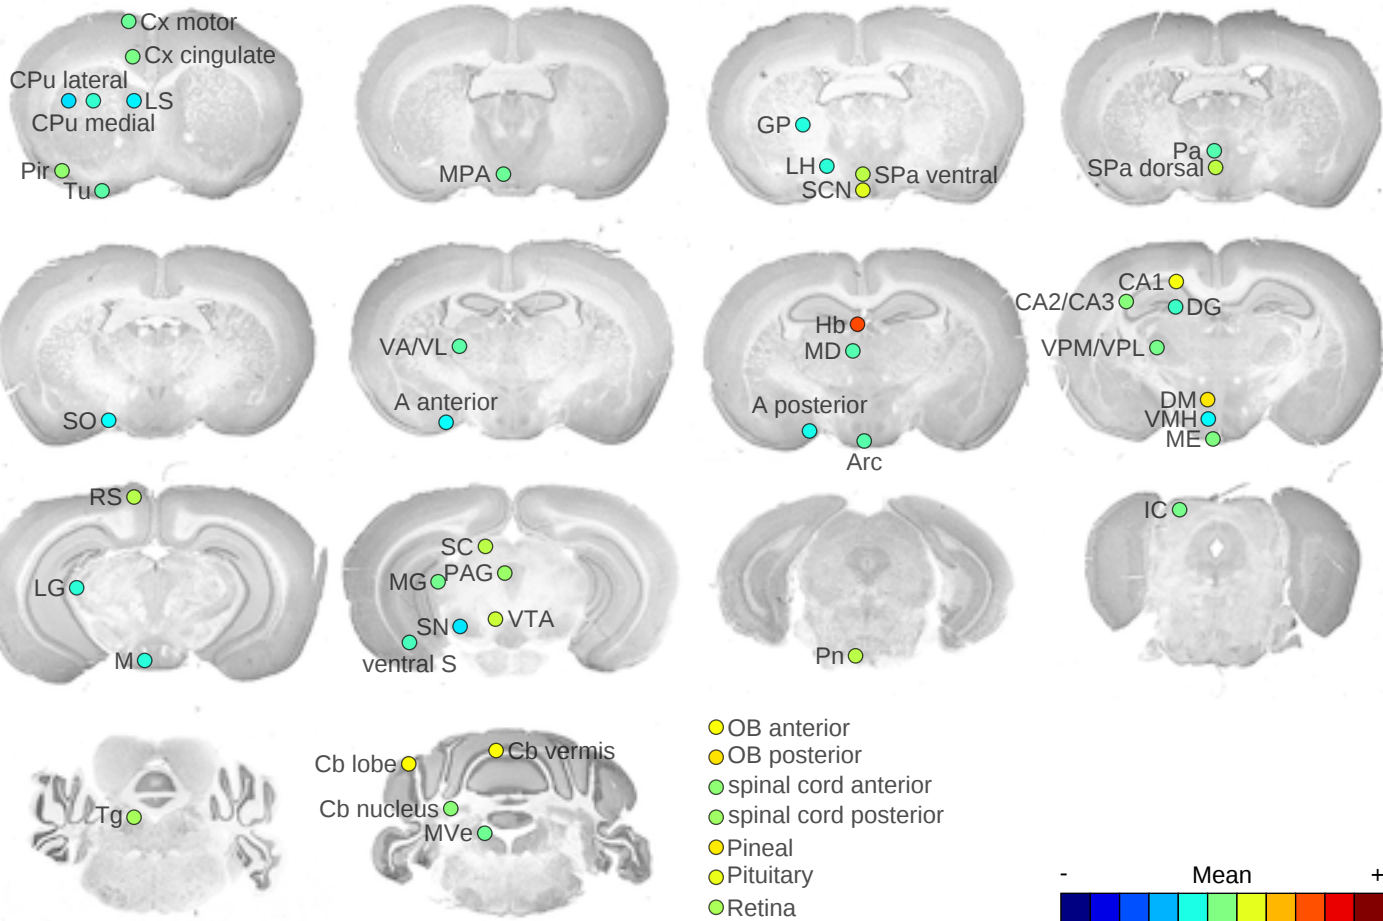 Cx motor
Cx cingulate
CPu lateral
LS
CPu medial
Pir
Tu
MPA
GP
LH
SPa ventral
SCN
Pa
SPa dorsal
SO
VA/VL
A anterior
Hb
MD
A posterior
Arc
CA1
CA2/CA3
DG
VPM/VPL
DM
VMH
ME
RS
LG
M
SC
MG
PAG
SN
VTA
ventral S
Pn
IC
Tg
Cb lobe
Cb vermis
Cb nucleus
MVe
OB anterior
OB posterior
spinal cord anterior
spinal cord posterior
Pineal
Pituitary
Retina
- Mean +